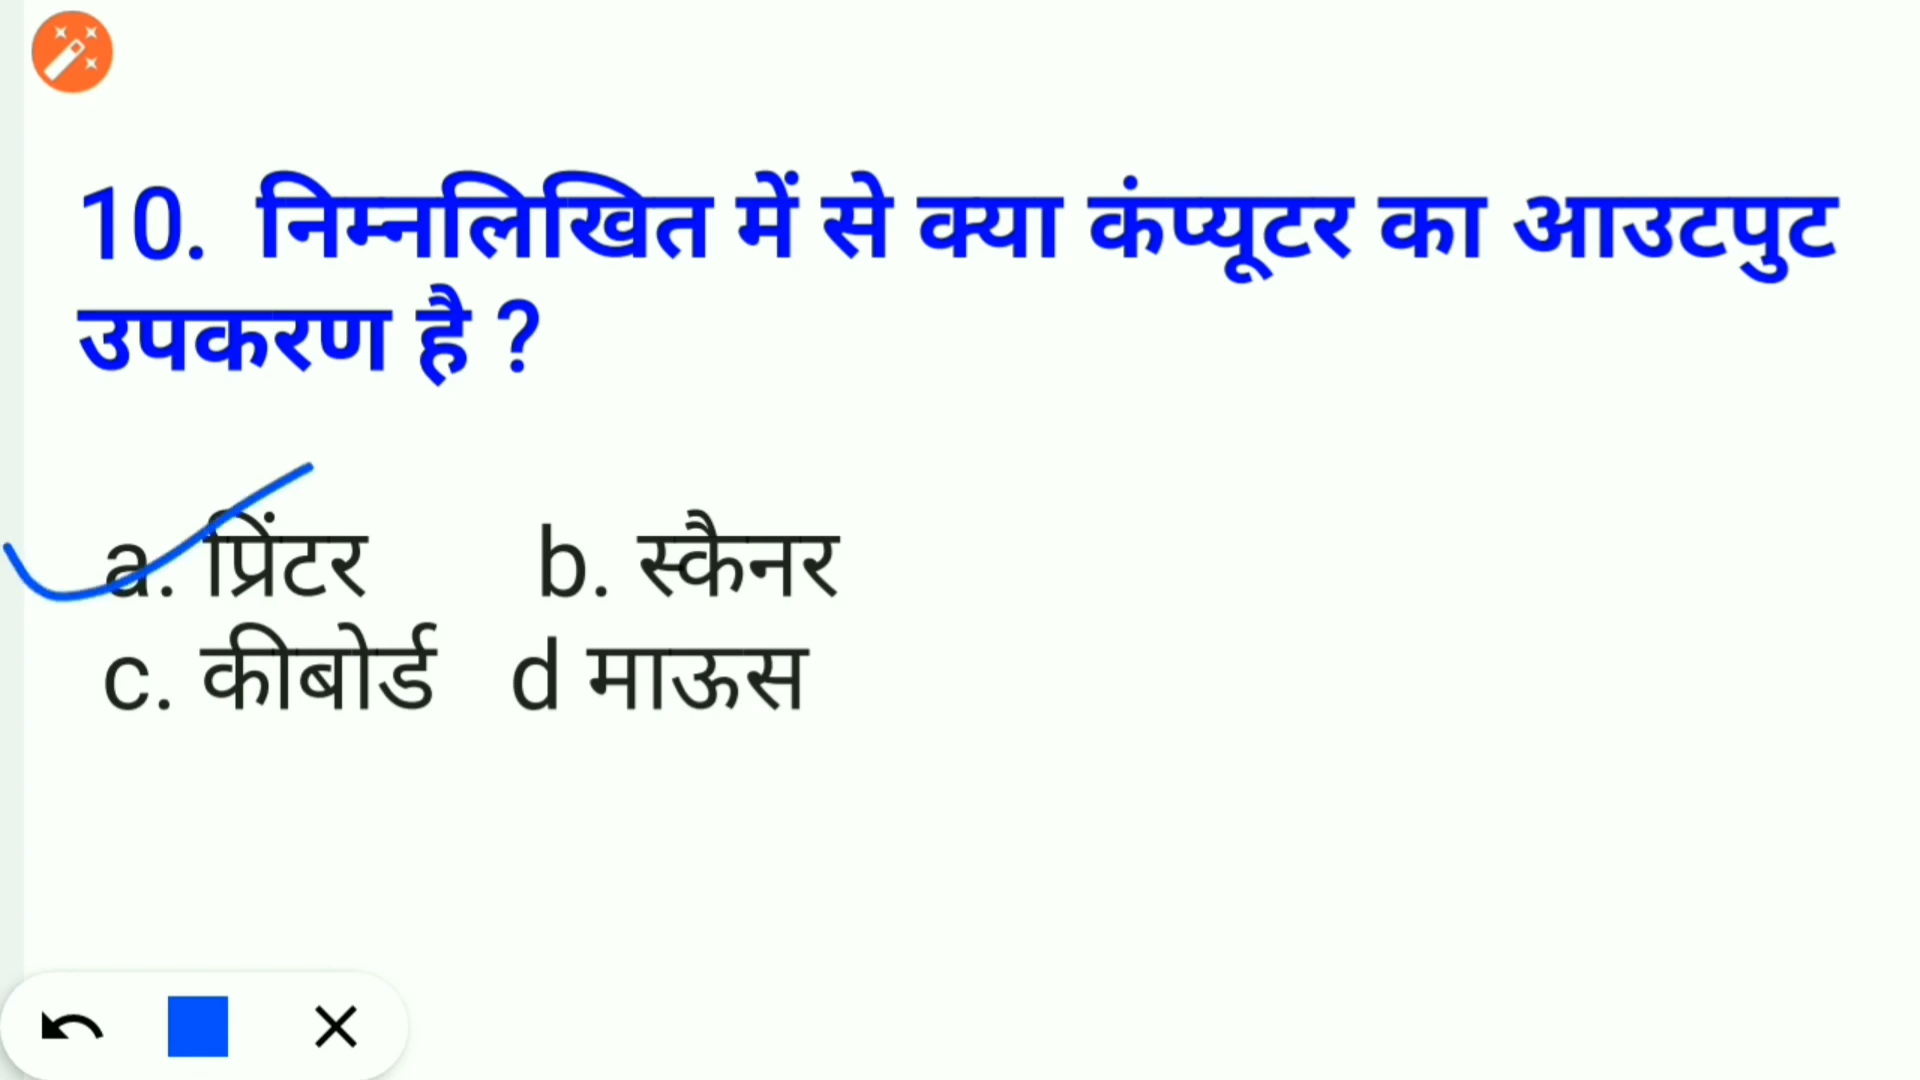 10. निम्नलिखित में से क्या कंप्यूटर का आउटपुट
उपकरण है ?
a. प्रिंटर b. स्कैनर
c. कीबोर्ड d माऊस